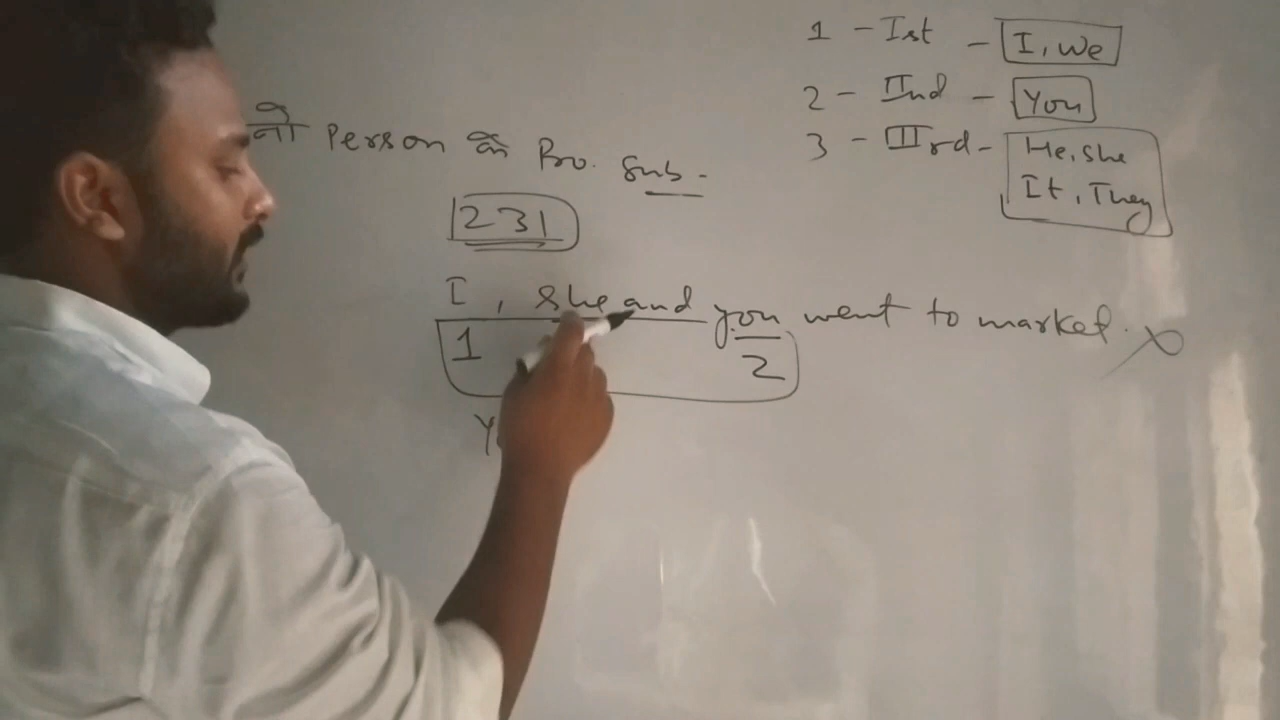 Person के Pro. Sub -
231
I, she and you went to market.
1 2
1 - Ist - I, we
2 - IInd - You
3 - IIIrd - He, she
It, They